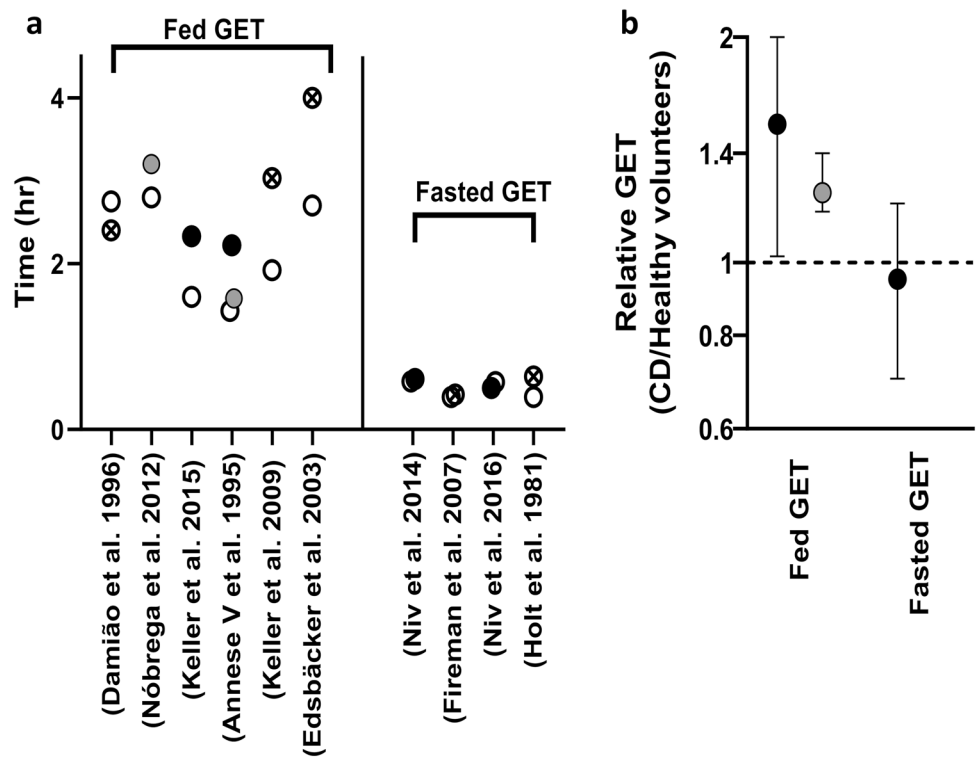 a
Fed GET
Time (hr)
4
2
0
Fasted GET
(Damião et al. 1996)
(Nóbrega et al. 2012)
(Keller et al. 2015)
(Annese V et al. 1995)
(Keller et al. 2009)
(Edsbäcker et al. 2003)
(Niv et al. 2014)
(Fireman et al. 2007)
(Niv et al. 2016)
(Holt et al. 1981)
b
Relative GET
(CD/Healthy volunteers)
2
1.4
1
0.8
0.6
Fed GET
Fasted GET